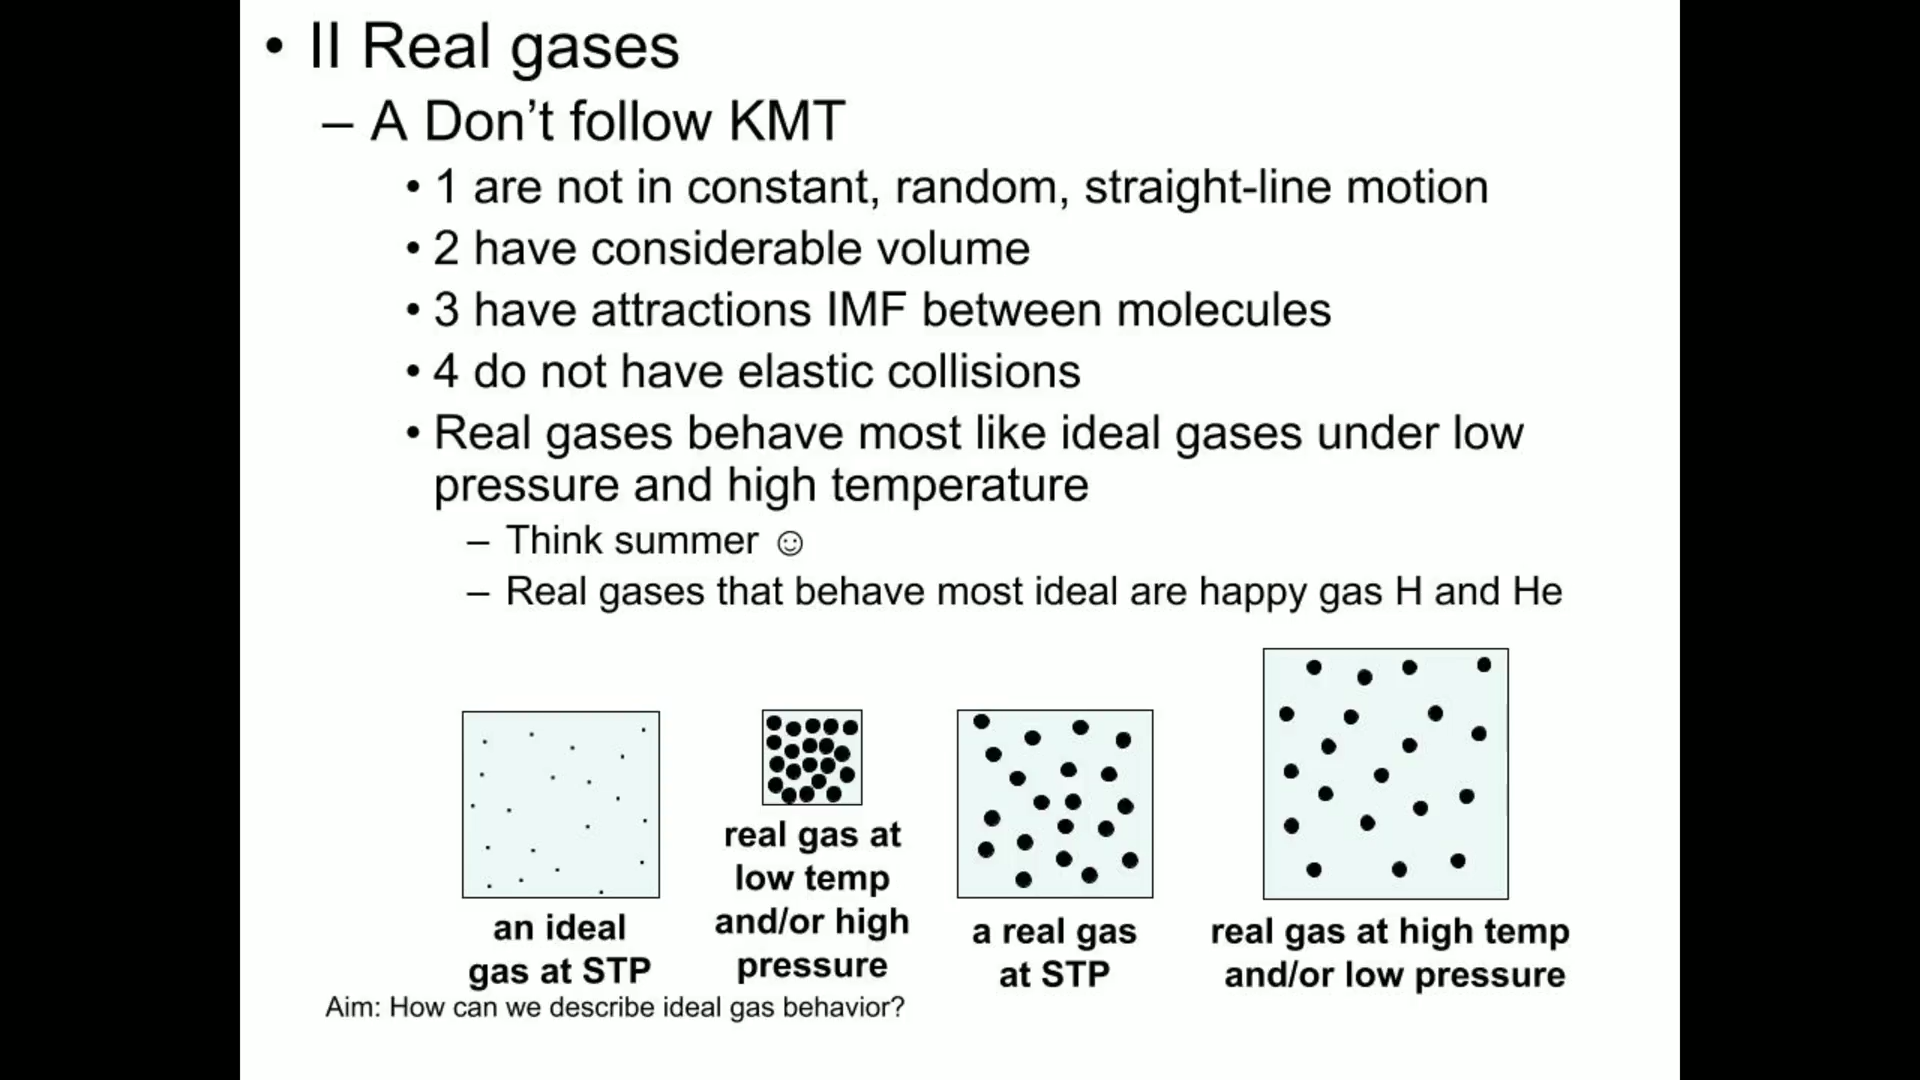 • II Real gases
– A Don’t follow KMT
• 1 are not in constant, random, straight-line motion
• 2 have considerable volume
• 3 have attractions IMF between molecules
• 4 do not have elastic collisions
• Real gases behave most like ideal gases under low
pressure and high temperature
– Think summer ☺
– Real gases that behave most ideal are happy gas H and He
an ideal
gas at STP
real gas at
low temp
and/or high
pressure
a real gas
at STP
real gas at high temp
and/or low pressure
Aim: How can we describe ideal gas behavior?